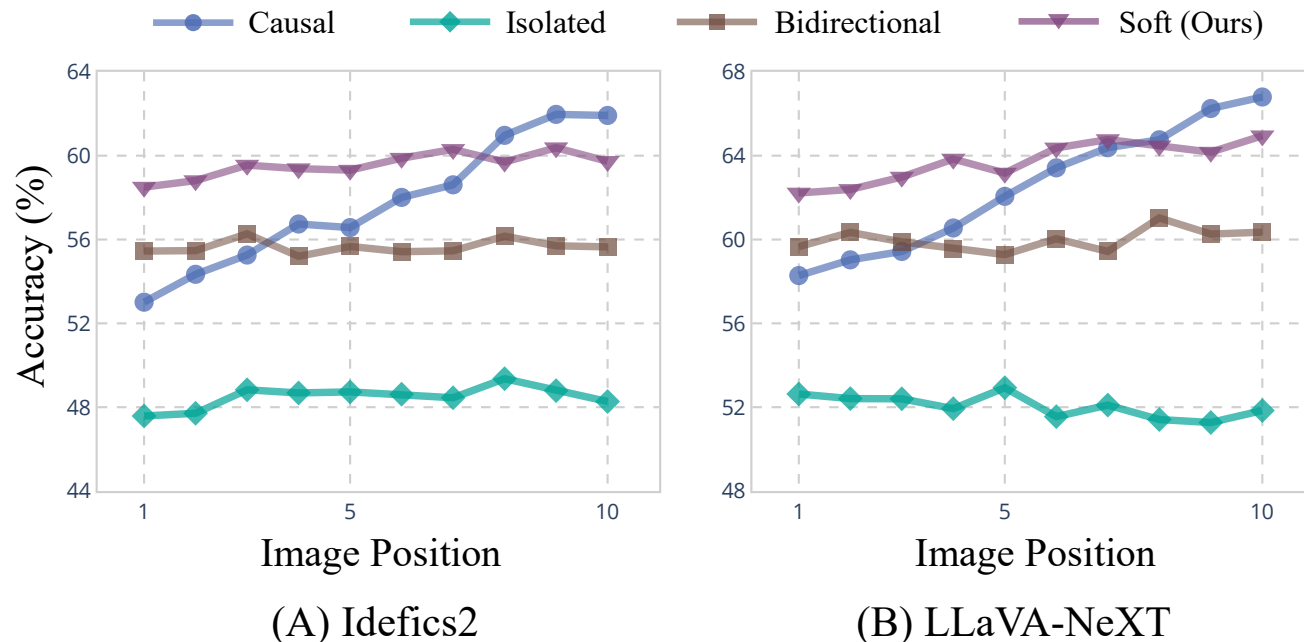 Causal Isolated Bidirectional Soft (Ours)
Accuracy (%)
64
60
56
52
48
44
1 5 10
Image Position
(A) Idefics2
68
64
60
56
52
48
1 5 10
Image Position
(B) LLaVA-NeXT